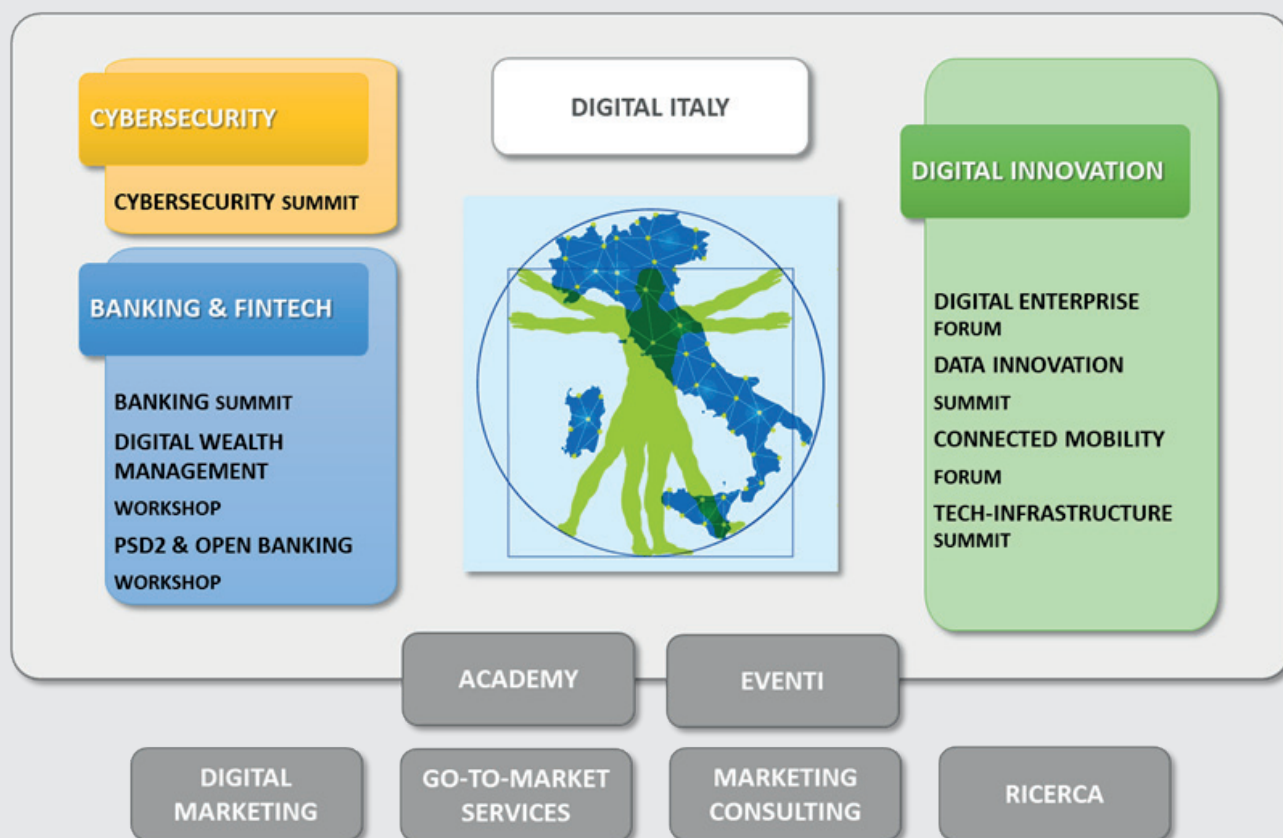 CYBERSECURITY
CYBERSECURITY SUMMIT
BANKING & FINTECH
BANKING SUMMIT
DIGITAL WEALTH
MANAGEMENT
WORKSHOP
PSD2 & OPEN BANKING
WORKSHOP
DIGITAL ITALY
DIGITAL INNOVATION
DIGITAL ENTERPRISE
FORUM
DATA INNOVATION
SUMMIT
CONNECTED MOBILITY
FORUM
TECH-INFRASTRUCTURE
SUMMIT
ACADEMY
EVENTI
DIGITAL
MARKETING
GO-TO-MARKET
SERVICES
MARKETING
CONSULTING
RICERCA